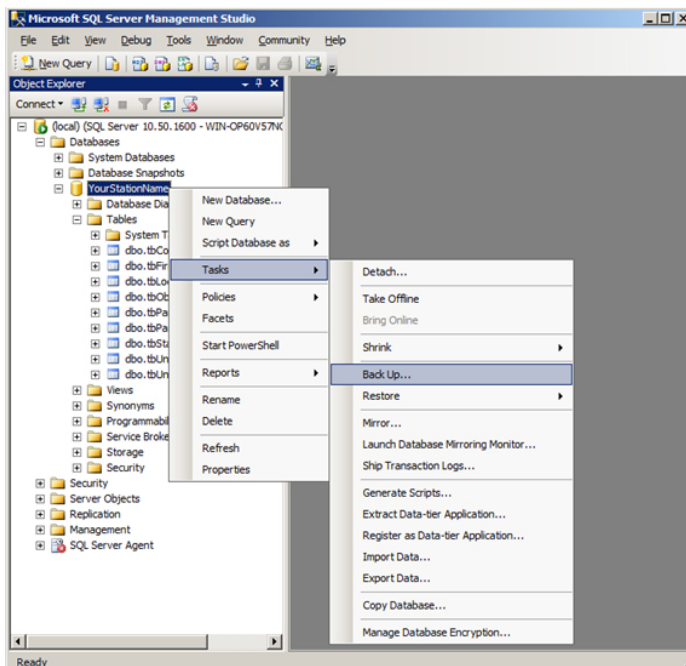 Microsoft SQL Server Management Studio
File Edit View Debug Tools Window Community Help
New Query
Object Explorer
Connect
(local) (SQL Server 10.50.1600 - WIN-OP60V57N
Databases
System Databases
Database Snapshots
YourStationName
Database Dia
Tables
System T
dbo.tbCo
dbo.tbFir
dbo.tbLo
dbo.tbOb
dbo.tbPa
dbo.tbPa
dbo.tbSta
dbo.tbUn
dbo.tbUn
Views
Synonyms
Programmabil
Service Broke
Storage
Security
Security
Server Objects
Replication
Management
SQL Server Agent
New Database...
New Query
Script Database as
Tasks
Policies
Facets
Start PowerShell
Reports
Rename
Delete
Refresh
Properties
Detach...
Take Offline
Bring Online
Shrink
Back Up...
Restore
Mirror...
Launch Database Mirroring Monitor...
Ship Transaction Logs...
Generate Scripts...
Extract Data-tier Application...
Register as Data-tier Application...
Import Data...
Export Data...
Copy Database...
Manage Database Encryption...
Ready